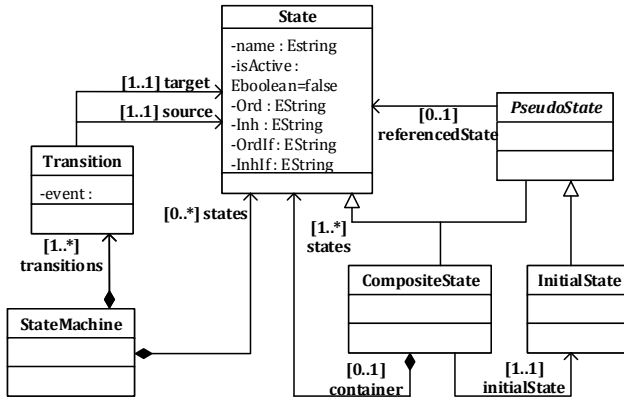 State
-name : Estring
-isActive :
Eboolean=false
-Ord : EString
-Inh : EString
-OrdIf : EString
-InhIf : EString
[1..1] target
[1..1] source
[0..1]
referencedState
PseudoState
Transition
-event :
[0..*] states
[1..*]
states
[1..*]
transitions
StateMachine
CompositeState
InitialState
[0..1]
container
[1..1]
initialState